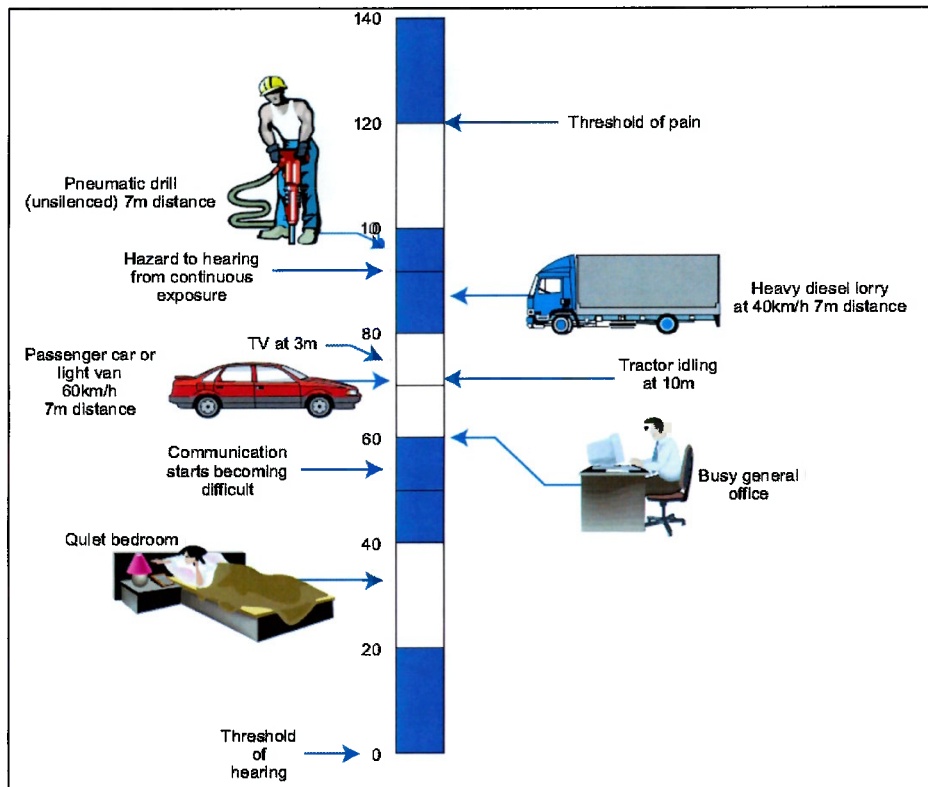 140
120
Threshold of pain
Pneumatic drill
(unsilenced) 7m distance
100
Hazard to hearing
from continuous
exposure
Heavy diesel lorry
at 40km/h 7m distance
80
TV at 3m
Passenger car or
light van
60km/h
7m distance
Tractor idling
at 10m
60
Communication
starts becoming
difficult
Busy general
office
40
Quiet bedroom
20
Threshold
of
hearing
0